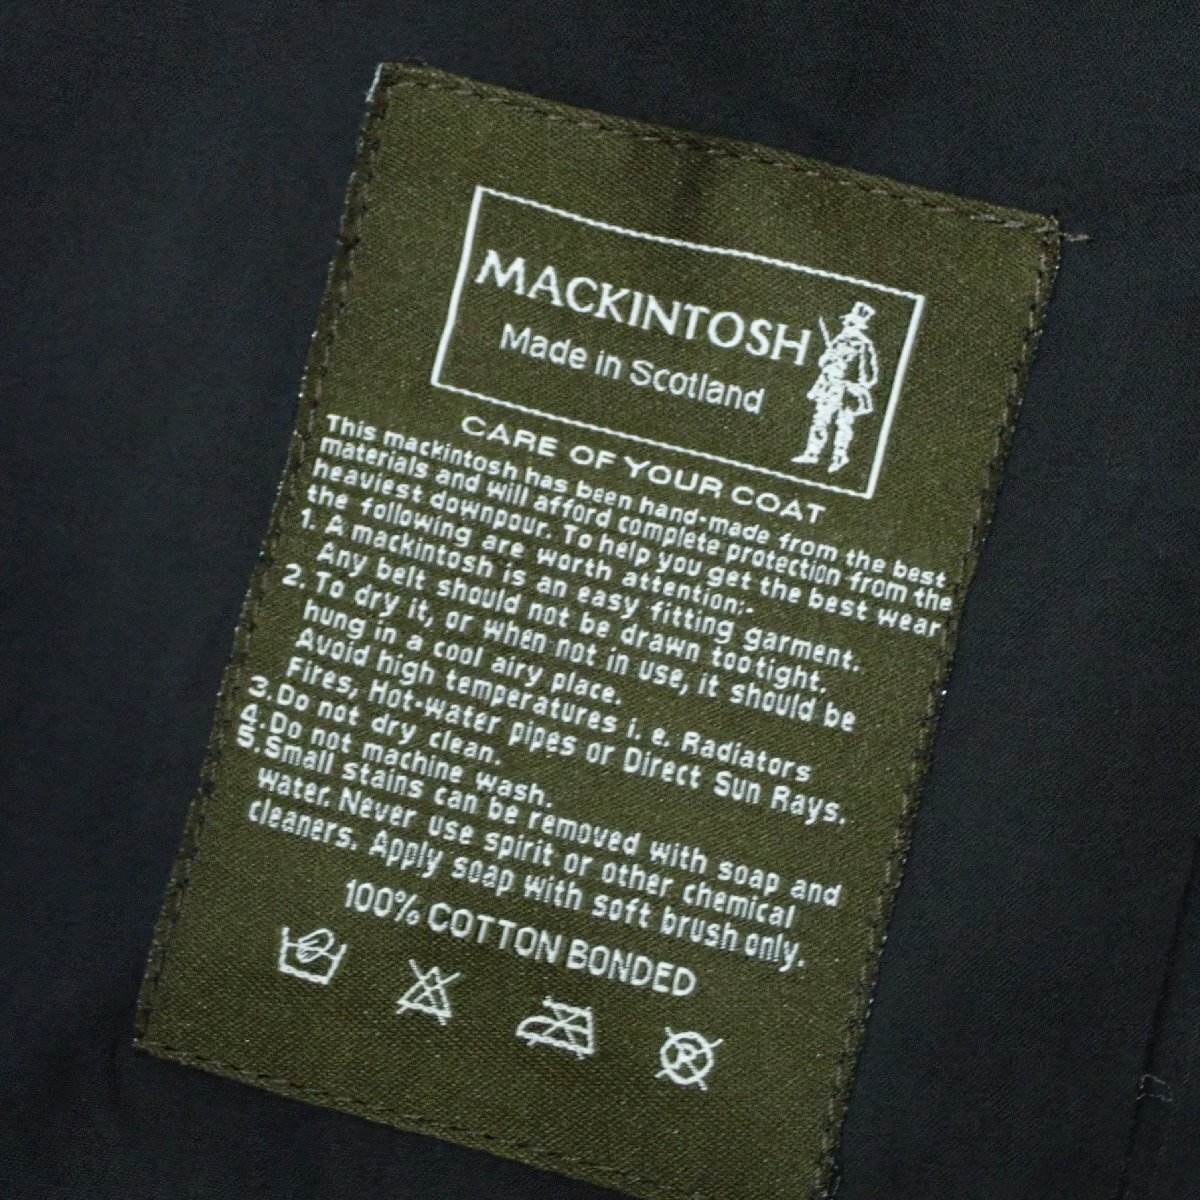 MACKINTOSH
Made in Scotland
CARE OF YOUR COAT
This mackintosh has been hand-made from the best
materials and will afford complete protection from the
heaviest downpour. To help you get the best wear
the following are worth attention:-
1. A mackintosh is an easy fitting garment.
Any belt should not be drawn too tight.
2. To dry it, or when not in use, it should be
hung in a cool airy place.
Avoid high temperatures i. e. Radiators
Fires, Hot-water pipes or Direct Sun Rays.
3. Do not dry clean.
4. Do not machine wash.
5. Small stains can be removed with soap and
water. Never use spirit or other chemical
cleaners. Apply soap with soft brush only.
100% COTTON BONDED
R